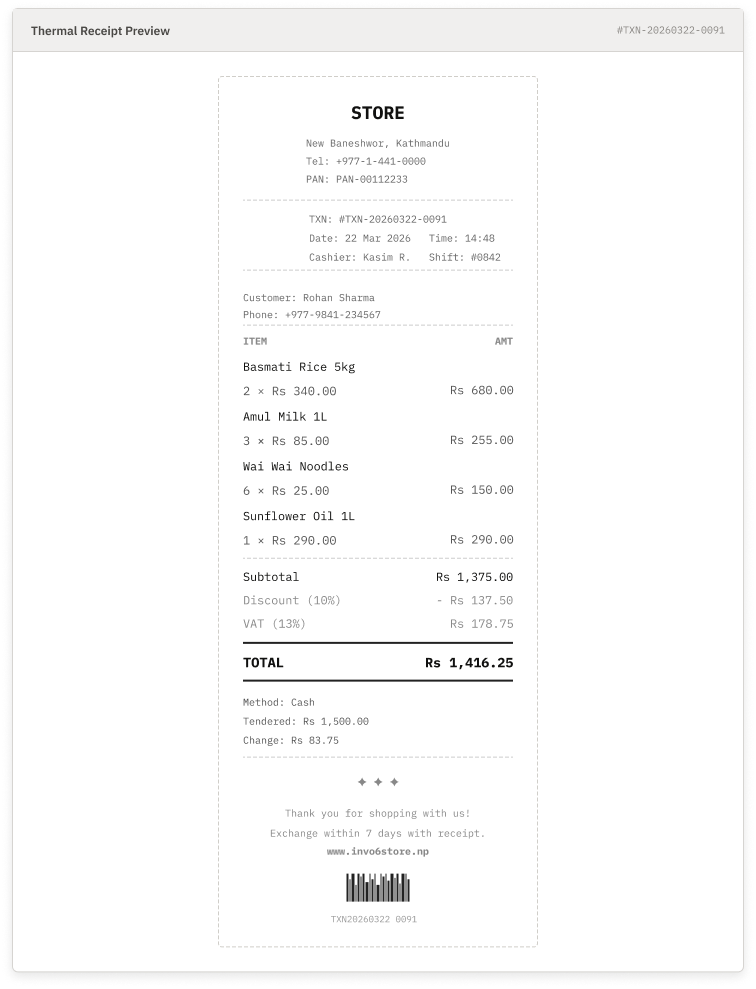 Thermal Receipt Preview #TXN-20260322-0091
STORE
New Baneshwor, Kathmandu
Tel: +977-1-441-0000
PAN: PAN-00112233
TXN: #TXN-20260322-0091
Date: 22 Mar 2026 Time: 14:48
Cashier: Kasim R. Shift: #0842
Customer: Rohan Sharma
Phone: +977-9841-234567
ITEM AMT
Basmati Rice 5kg
2 × Rs 340.00 Rs 680.00
Amul Milk 1L
3 × Rs 85.00 Rs 255.00
Wai Wai Noodles
6 × Rs 25.00 Rs 150.00
Sunflower Oil 1L
1 × Rs 290.00 Rs 290.00
Subtotal Rs 1,375.00
Discount (10%) - Rs 137.50
VAT (13%) Rs 178.75
TOTAL Rs 1,416.25
Method: Cash
Tendered: Rs 1,500.00
Change: Rs 83.75
✦ ✦ ✦
Thank you for shopping with us!
Exchange within 7 days with receipt.
www.invo6store.np
TXN20260322 0091